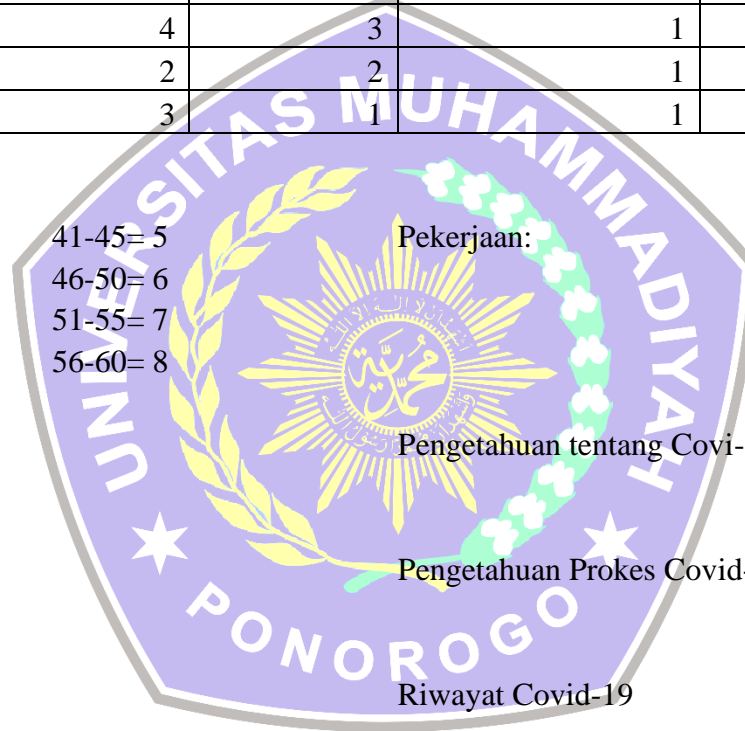 4 3 1
2 2 1
3 1 1
41-45= 5 Pekerjaan:
46-50= 6
51-55= 7
56-60= 8
Pengetahuan tentang Covi-
Pengetahuan Prokes Covid-
Riwayat Covid-19
UNIVERSITAS MUHAMMADIYAH
PONOROGO
محمدية